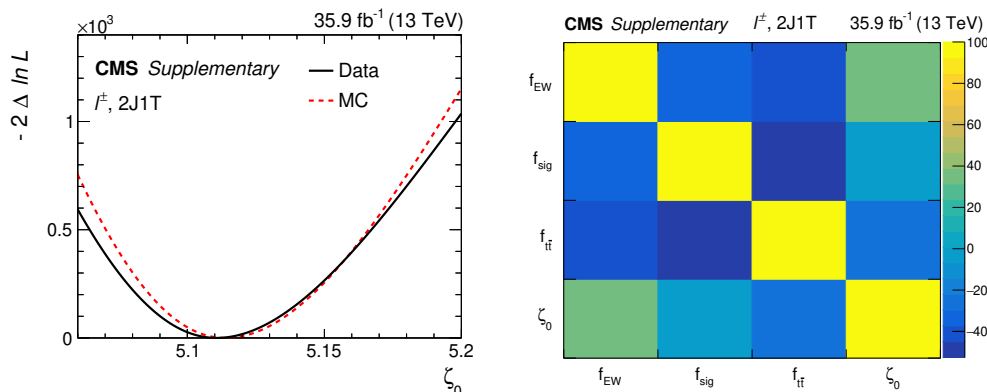 ×10³
35.9 fb⁻¹ (13 TeV)
CMS Supplementary
l±, 2J1T
Data
MC
- 2 Δ ln L
1
0.5
0
5.1
5.15
5.2
ζ₀
CMS Supplementary l±, 2J1T 35.9 fb⁻¹ (13 TeV)
f_EW
f_sig
f_tt̄
ζ₀
f_EW
f_sig
f_tt̄
ζ₀
100
80
60
40
20
0
−20
−40